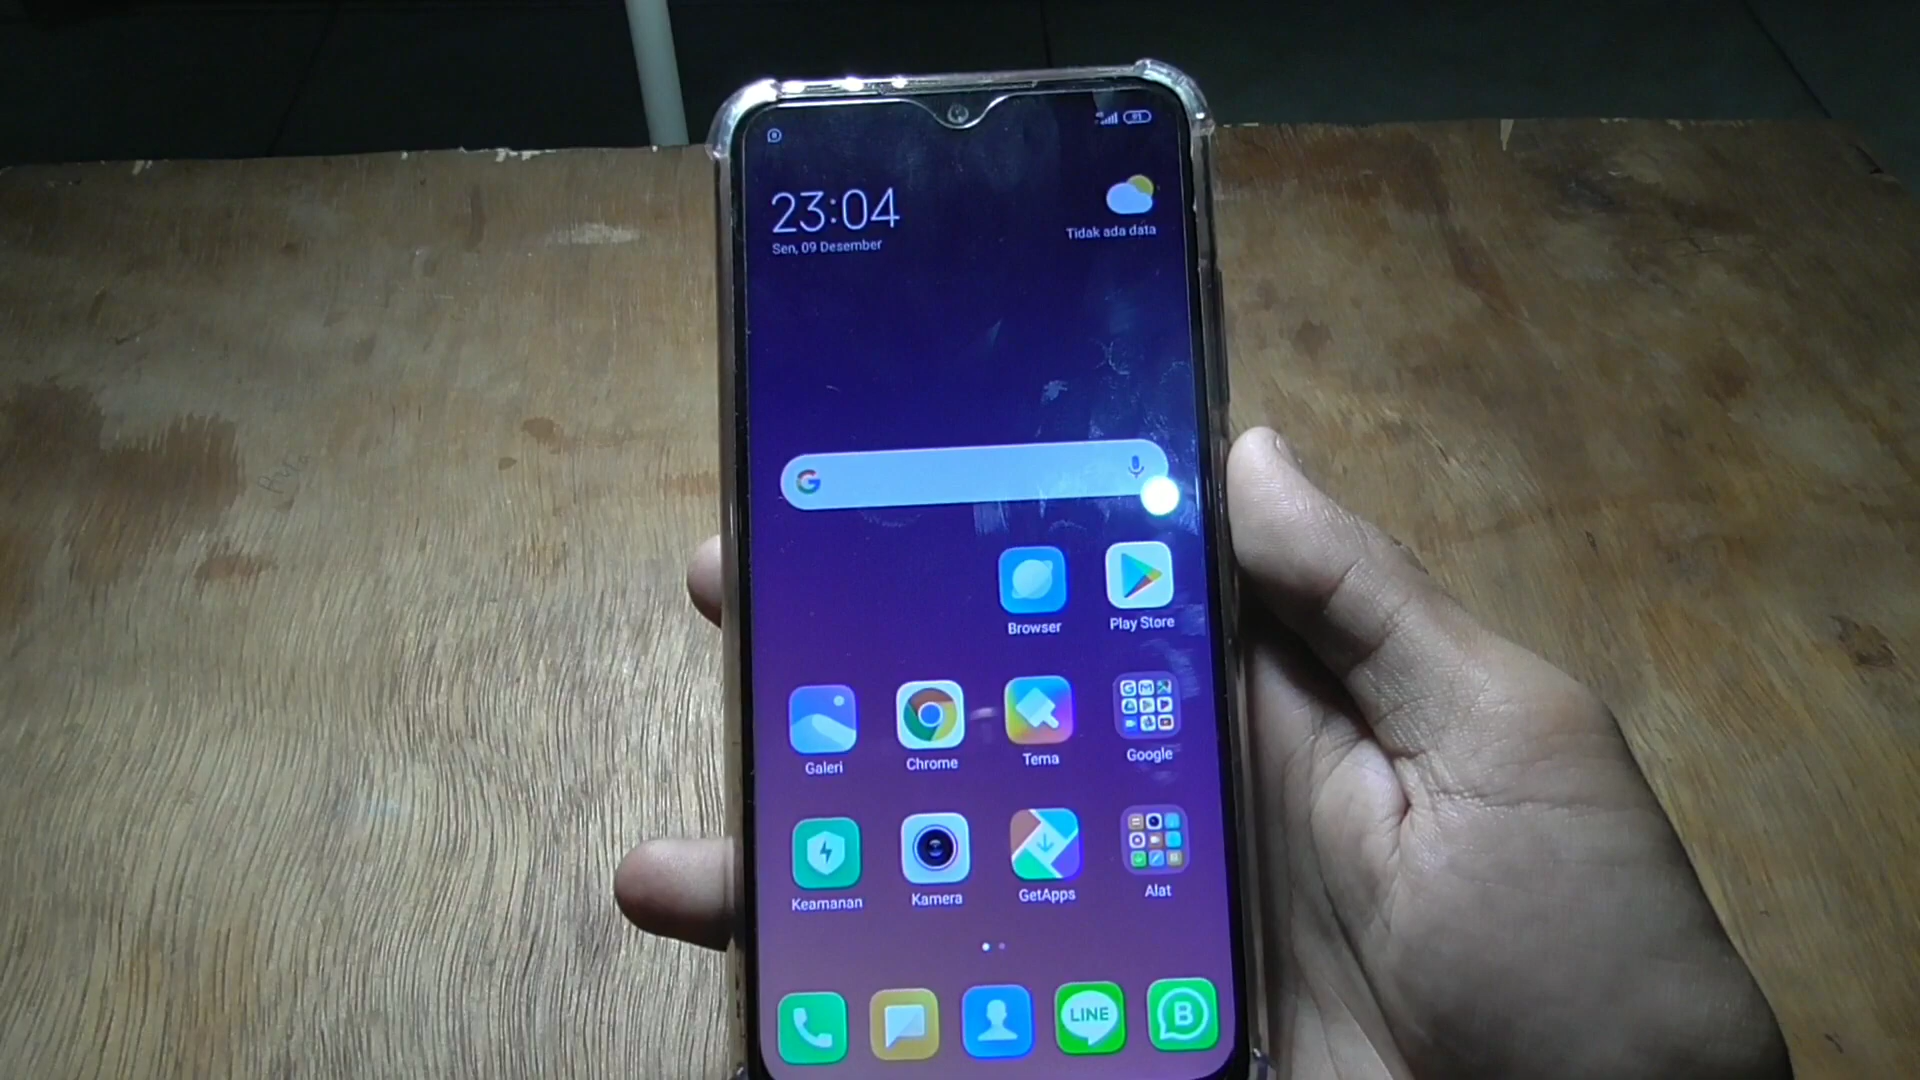 23:04
Sen, 09 Desember
Tidak ada data
Browser
Play Store
Galeri
Chrome
Tema
Google
Keamanan
Kamera
GetApps
Alat
LINE